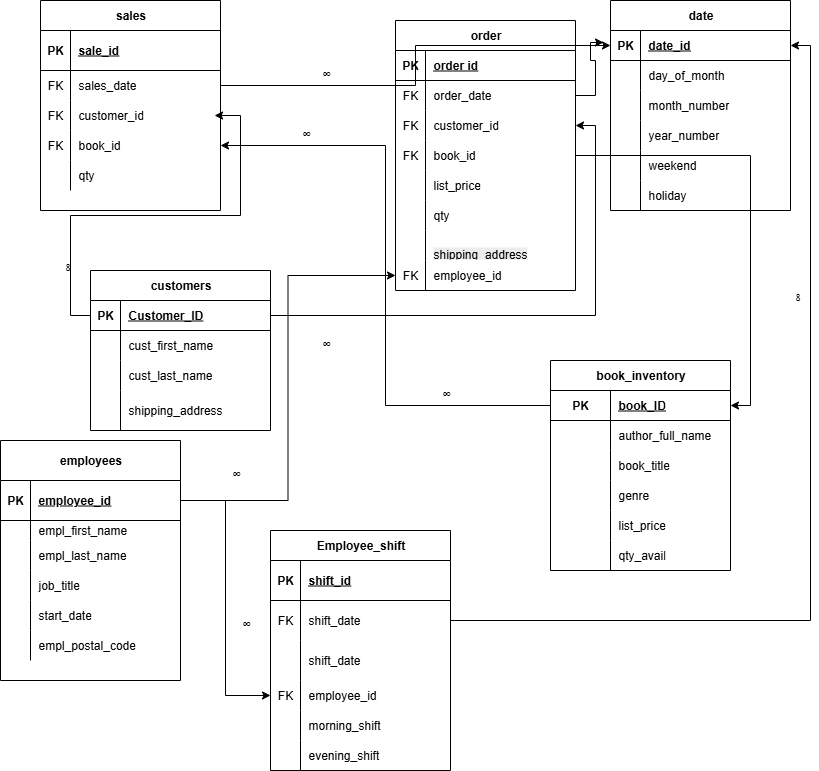 sales
PK sale_id
FK sales_date
FK customer_id
FK book_id
qty
∞
∞
order
PK order id
FK order_date
FK customer_id
FK book_id
list_price
qty
shipping_address
FK employee_id
date
PK date_id
day_of_month
month_number
year_number
weekend
holiday
∞
∞
customers
PK Customer_ID
cust_first_name
cust_last_name
shipping_address
∞
∞
book_inventory
PK book_ID
author_full_name
book_title
genre
list_price
qty_avail
employees
PK employee_id
empl_first_name
empl_last_name
job_title
start_date
empl_postal_code
∞
∞
Employee_shift
PK shift_id
FK shift_date
shift_date
FK employee_id
morning_shift
evening_shift